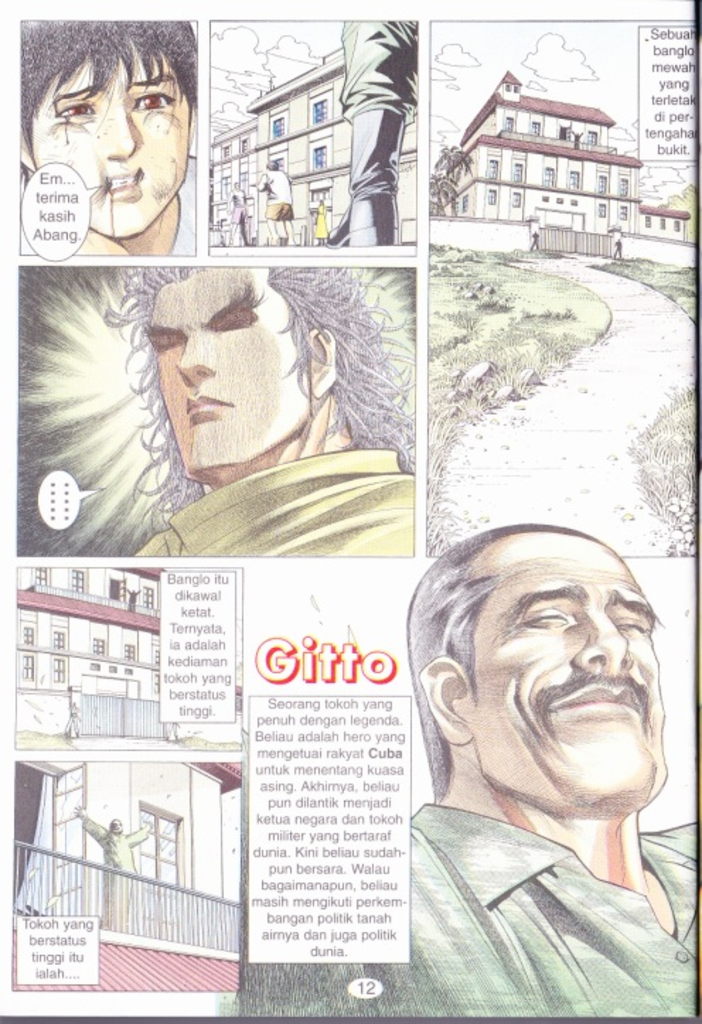 Em...
terima
kasih
Abang.
Sebuah
banglo
mewah
yang
terletak
di per-
tengahan
bukit.
Banglo itu
dikawal
ketat.
Ternyata,
ialah
kediaman
tokoh yang
berstatus
tinggi.
Tokoh yang
berstatus
tinggi itu
ialah....
Gitto
Seorang tokoh yang
penuh dengan legenda.
Beliau adalah hero yang
mengetuai rakyat Cuba
untuk menentang kuasa
asing. Akhirnya, beliau
pun dilantik menjadi
ketua negara dan tokoh
militer yang bertaraf
dunia. Kini beliau sudah-
pun bersara. Walau
bagaimanapun, beliau
masih mengikuti perkem-
bangan politik tanah
airnya dan juga politik
dunia.
12